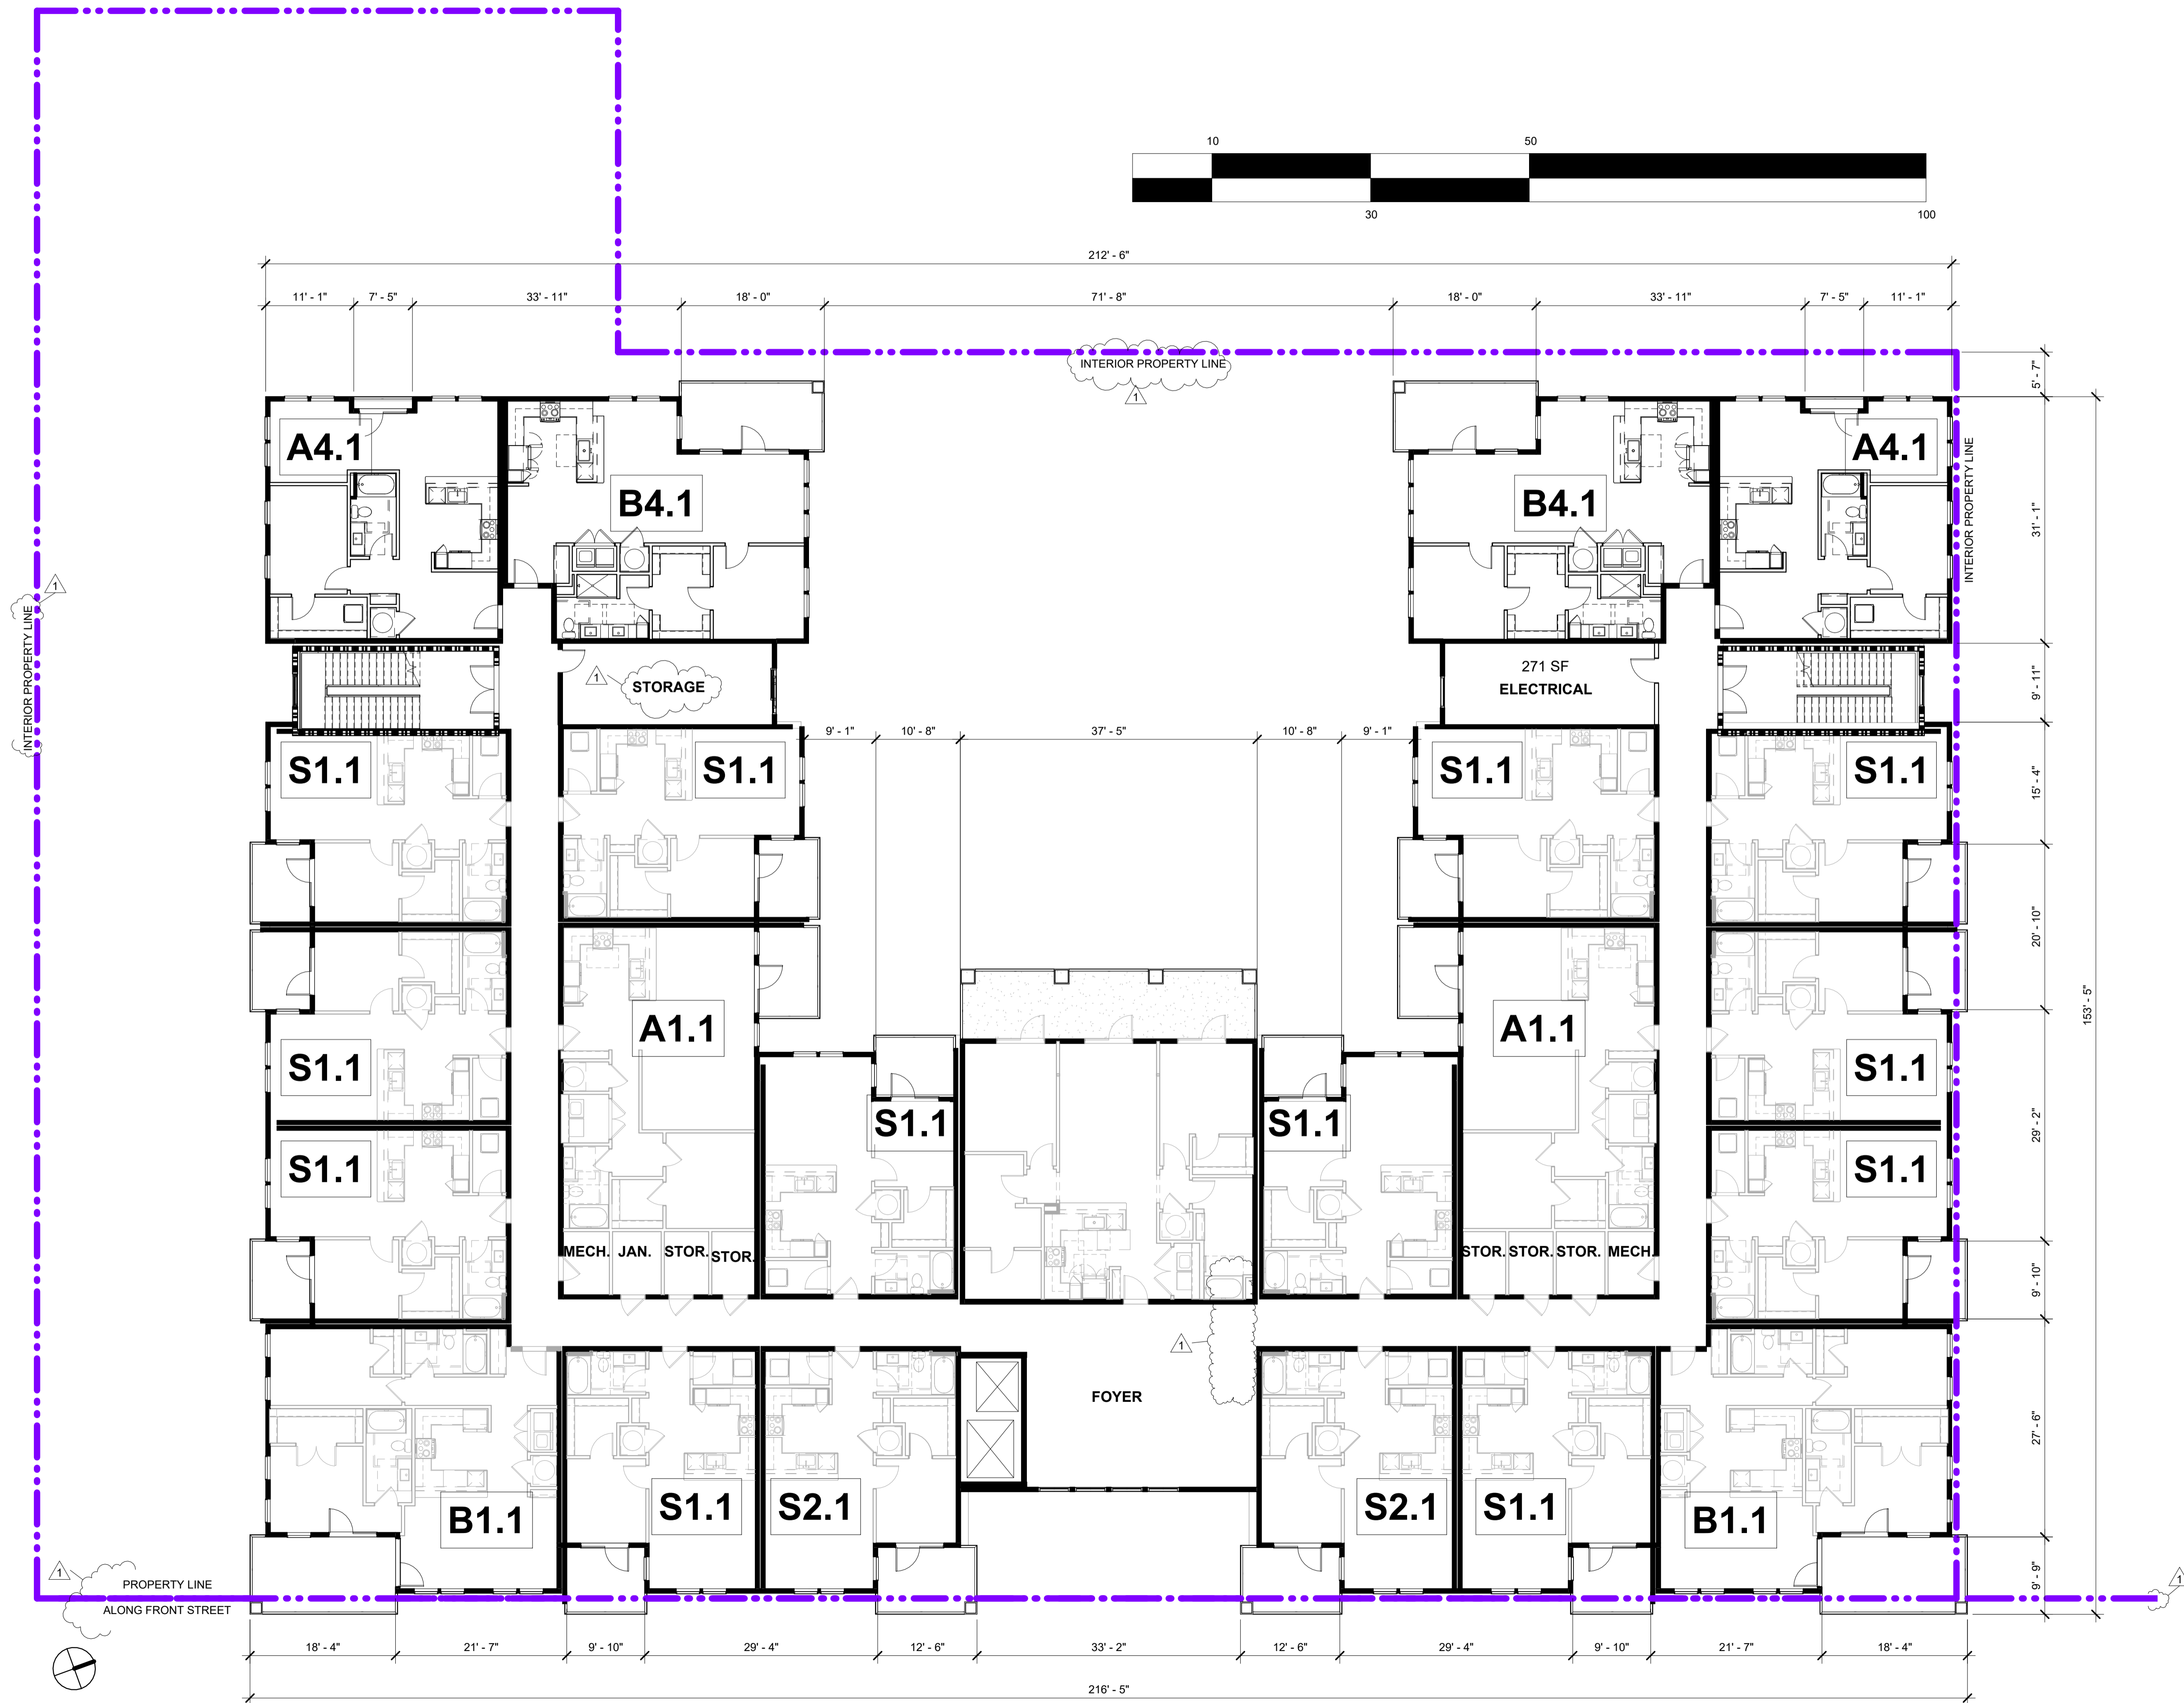 10
50
30
100
212' - 6"
11' - 1"
7' - 5"
33' - 11"
18' - 0"
71' - 8"
18' - 0"
33' - 11"
7' - 5"
11' - 1"
INTERIOR PROPERTY LINE
1
5' - 7"
A4.1
B4.1
B4.1
A4.1
INTERIOR PROPERTY LINE
31' - 1"
1
INTERIOR PROPERTY LINE
1
STORAGE
271 SF
ELECTRICAL
9' - 11"
9' - 1"
10' - 8"
37' - 5"
10' - 8"
9' - 1"
S1.1
S1.1
S1.1
S1.1
15' - 4"
20' - 10"
153' - 5"
A1.1
A1.1
S1.1
S1.1
29' - 2"
S1.1
S1.1
S1.1
S1.1
MECH.
JAN.
STOR.
STOR.
STOR.
STOR.
STOR.
MECH.
9' - 10"
1
FOYER
27' - 6"
B1.1
S1.1
S2.1
S2.1
S1.1
B1.1
1
PROPERTY LINE
ALONG FRONT STREET
9' - 9"
1
18' - 4"
21' - 7"
9' - 10"
29' - 4"
12' - 6"
33' - 2"
12' - 6"
29' - 4"
9' - 10"
21' - 7"
18' - 4"
216' - 5"